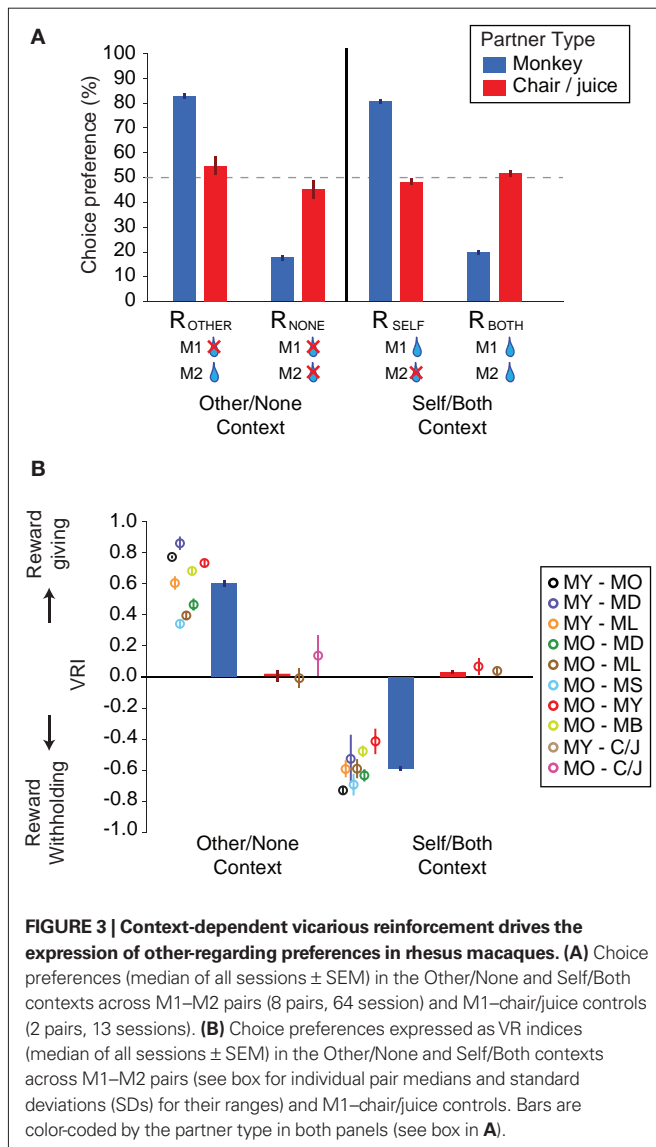 A
Partner Type
Monkey
Chair / juice
Choice preference (%)
100
90
80
70
60
50
40
30
20
10
0
R OTHER R NONE R SELF R BOTH
M1 M1 M1 M1
M2 M2 M2 M2
Other/None Context
Self/Both Context
B
Reward giving
Reward Withholding
VRI
1.0
0.8
0.6
0.4
0.2
0.0
-0.2
-0.4
-0.6
-0.8
-1.0
Other/None Context
Self/Both Context
MY - MO
MY - MD
MY - ML
MO - MD
MO - ML
MO - MS
MO - MY
MO - MB
MY - C/J
MO - C/J
FIGURE 3 | Context-dependent vicarious reinforcement drives the
expression of other-regarding preferences in rhesus macaques. (A) Choice
preferences (median of all sessions ± SEM) in the Other/None and Self/Both
contexts across M1–M2 pairs (8 pairs, 64 session) and M1–chair/juice controls
(2 pairs, 13 sessions). (B) Choice preferences expressed as VR indices
(median of all sessions ± SEM) in the Other/None and Self/Both contexts
across M1–M2 pairs (see box for individual pair medians and standard
deviations (SDs) for their ranges) and M1–chair/juice controls. Bars are
color-coded by the partner type in both panels (see box in A).